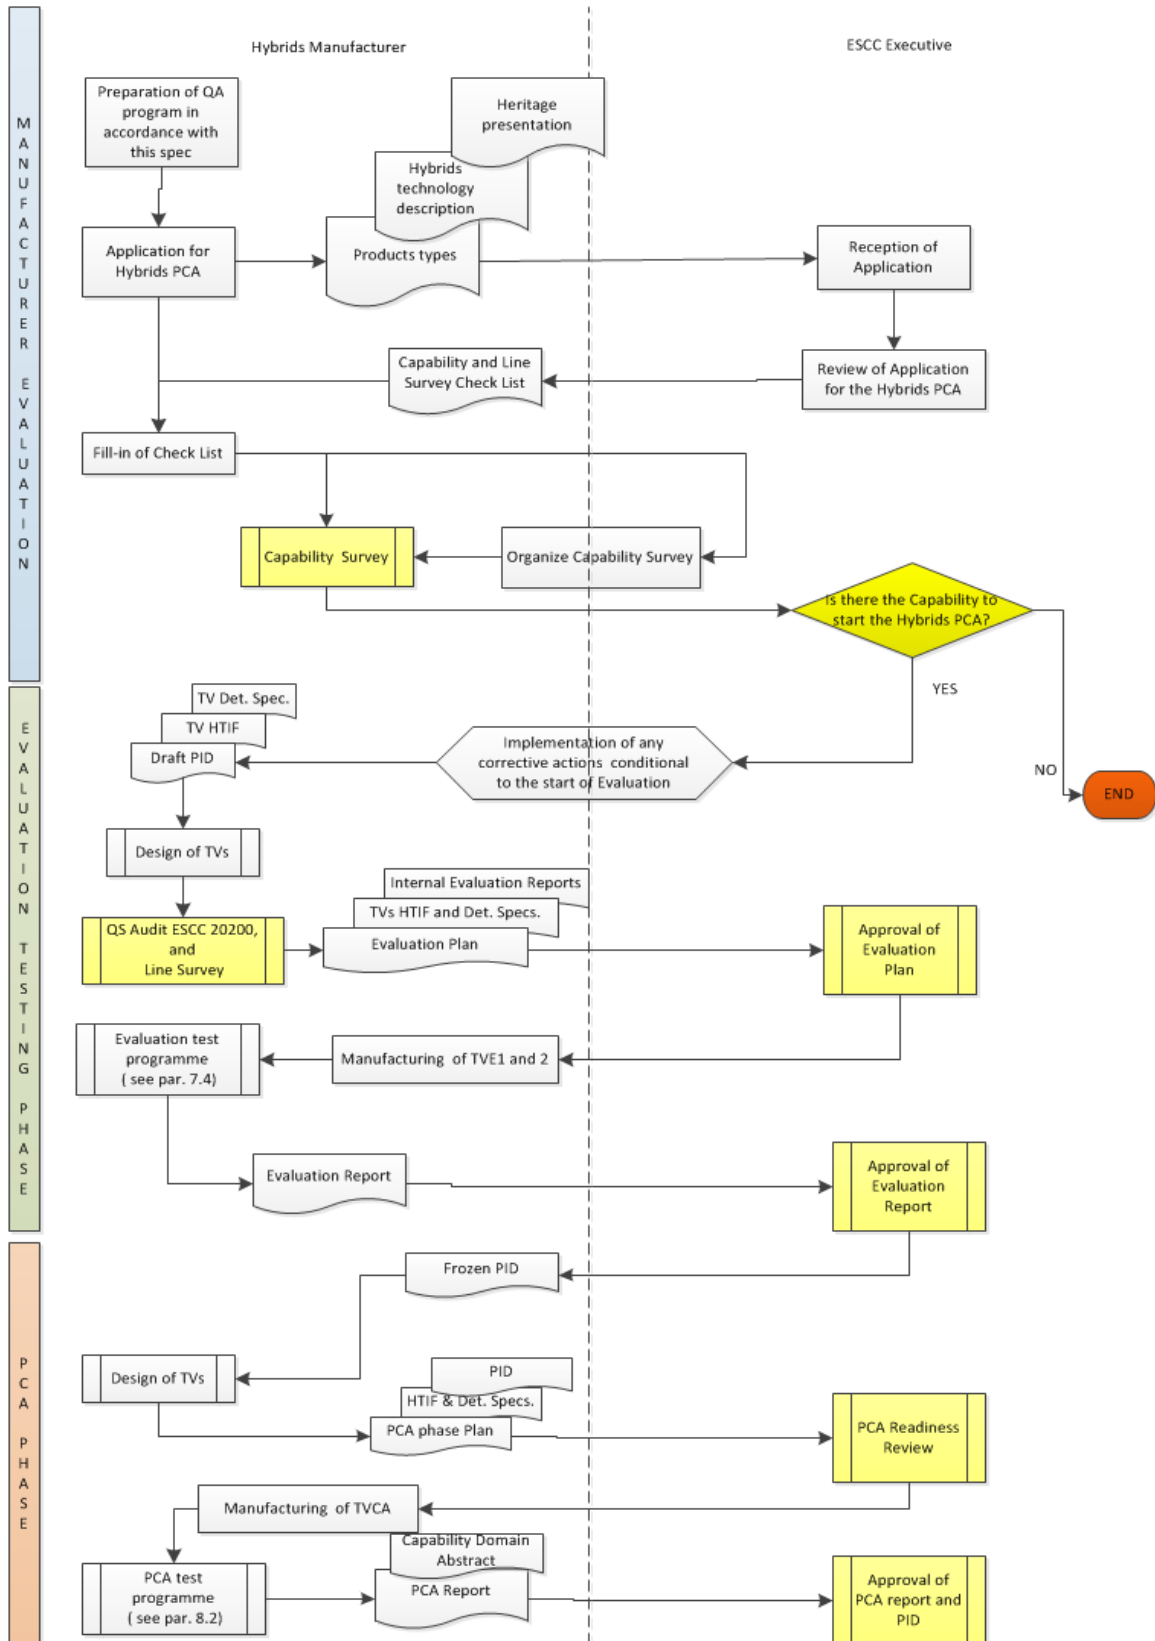 Hybrids Manufacturer
ESCC Executive
MANUFACTURER EVALUATION
Preparation of QA
program in
accordance with
this spec
Heritage
presentation
Hybrids
technology
description
Application for
Hybrids PCA
Products types
Reception of
Application
Capability and Line
Survey Check List
Review of Application
for the Hybrids PCA
Fill-in of Check List
Capability Survey
Organize Capability Survey
Is there the Capability to
start the Hybrids PCA?
YES
NO
END
EVALUATION TESTING PHASE
TV Det. Spec.
TV HTIF
Draft PID
Implementation of any
corrective actions conditional
to the start of Evaluation
Design of TVs
Internal Evaluation Reports
TVs HTIF and Det. Specs.
Evaluation Plan
QS Audit ESCC 20200,
and
Line Survey
Approval of
Evaluation
Plan
Evaluation test
programme
( see par. 7.4)
Manufacturing of TVE1 and 2
Evaluation Report
Approval of
Evaluation
Report
PCA PHASE
Frozen PID
Design of TVs
PID
HTIF & Det. Specs.
PCA phase Plan
PCA Readiness
Review
Manufacturing of TVCA
Capability Domain
Abstract
PCA Report
PCA test
programme
( see par. 8.2)
Approval of
PCA report and
PID